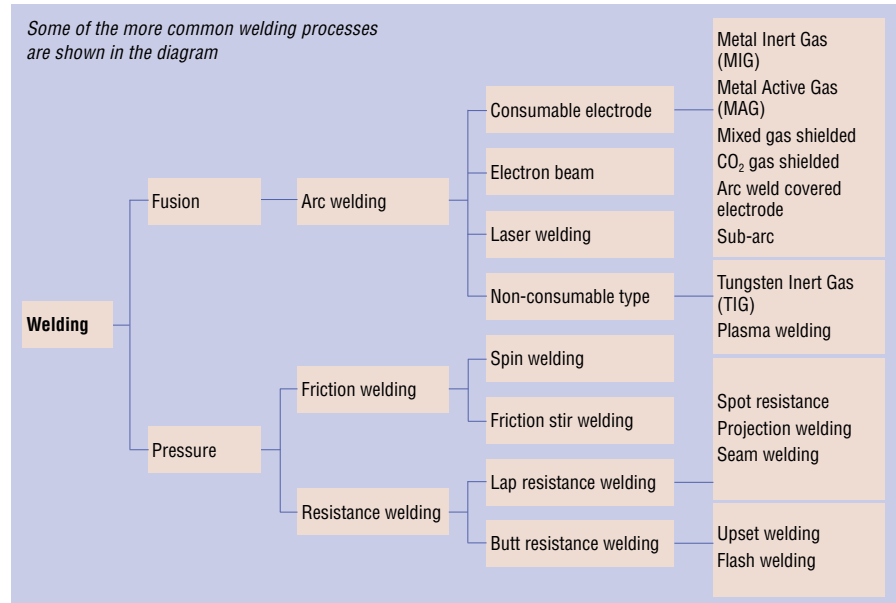 Some of the more common welding processes
are shown in the diagram
Welding
Fusion
Pressure
Arc welding
Friction welding
Resistance welding
Consumable electrode
Electron beam
Laser welding
Non-consumable type
Spin welding
Friction stir welding
Lap resistance welding
Butt resistance welding
Metal Inert Gas
(MIG)
Metal Active Gas
(MAG)
Mixed gas shielded
CO₂ gas shielded
Arc weld covered
electrode
Sub-arc
Tungsten Inert Gas
(TIG)
Plasma welding
Spot resistance
Projection welding
Seam welding
Upset welding
Flash welding